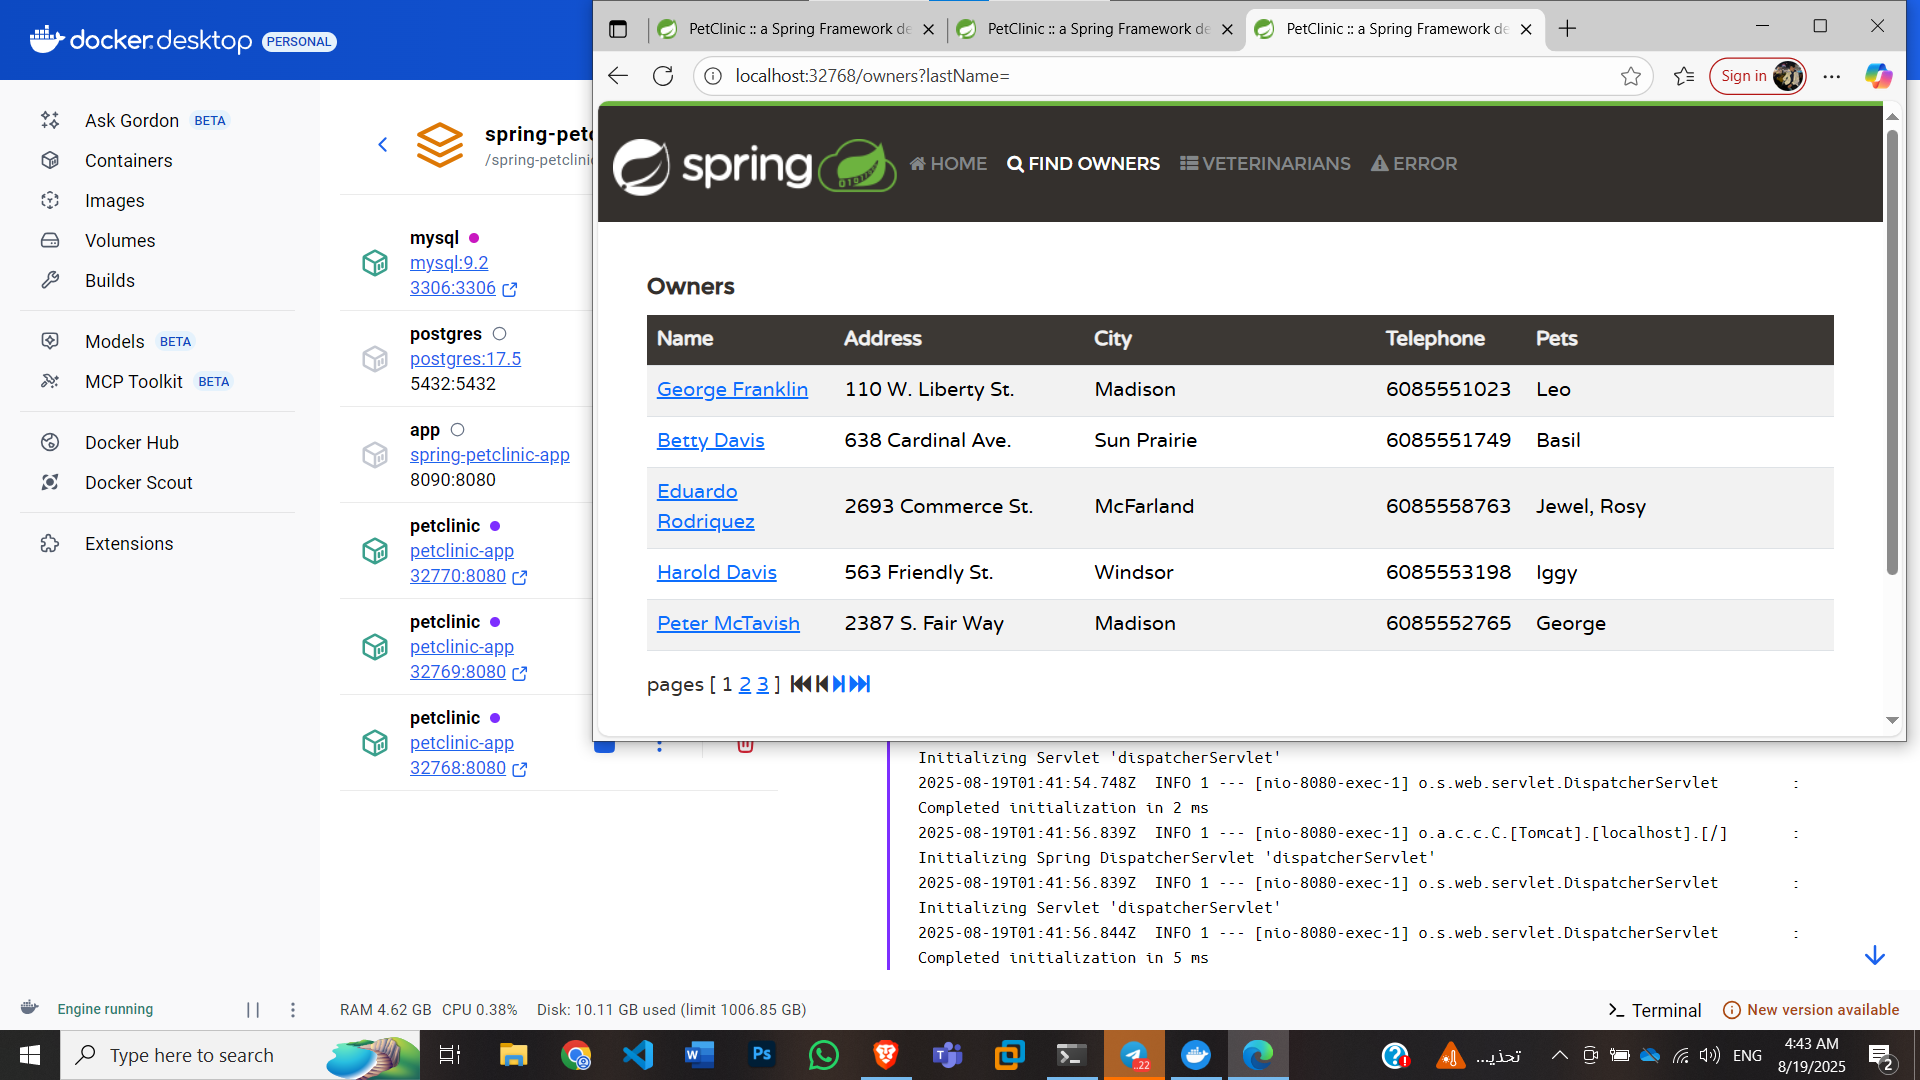 docker.desktop PERSONAL
Ask Gordon BETA
Containers
Images
Volumes
Builds
Models BETA
MCP Toolkit BETA
Docker Hub
Docker Scout
Extensions
spring-petc
/spring-petclinic
mysql
mysql:9.2
3306:3306
postgres
postgres:17.5
5432:5432
app
spring-petclinic-app
8090:8080
petclinic
petclinic-app
32770:8080
petclinic
petclinic-app
32769:8080
petclinic
petclinic-app
32768:8080
PetClinic :: a Spring Framework de
PetClinic :: a Spring Framework de
PetClinic :: a Spring Framework de
localhost:32768/owners?lastName=
Sign in
spring
HOME FIND OWNERS VETERINARIANS ERROR
Owners
Name Address City Telephone Pets
George Franklin 110 W. Liberty St. Madison 6085551023 Leo
Betty Davis 638 Cardinal Ave. Sun Prairie 6085551749 Basil
Eduardo Rodriquez 2693 Commerce St. McFarland 6085558763 Jewel, Rosy
Harold Davis 563 Friendly St. Windsor 6085553198 Iggy
Peter McTavish 2387 S. Fair Way Madison 6085552765 George
pages [ 1 2 3 ]
Initializing Servlet 'dispatcherServlet'
2025-08-19T01:41:54.748Z  INFO 1 --- [nio-8080-exec-1] o.s.web.servlet.DispatcherServlet        :
Completed initialization in 2 ms
2025-08-19T01:41:56.839Z  INFO 1 --- [nio-8080-exec-1] o.a.c.c.C.[Tomcat].[localhost].[/]       :
Initializing Spring DispatcherServlet 'dispatcherServlet'
2025-08-19T01:41:56.839Z  INFO 1 --- [nio-8080-exec-1] o.s.web.servlet.DispatcherServlet        :
Initializing Servlet 'dispatcherServlet'
2025-08-19T01:41:56.844Z  INFO 1 --- [nio-8080-exec-1] o.s.web.servlet.DispatcherServlet        :
Completed initialization in 5 ms
Engine running
RAM 4.62 GB CPU 0.38% Disk: 10.11 GB used (limit 1006.85 GB)
Terminal
New version available
Type here to search
..22
تحذير...
ENG
4:43 AM
8/19/2025
2